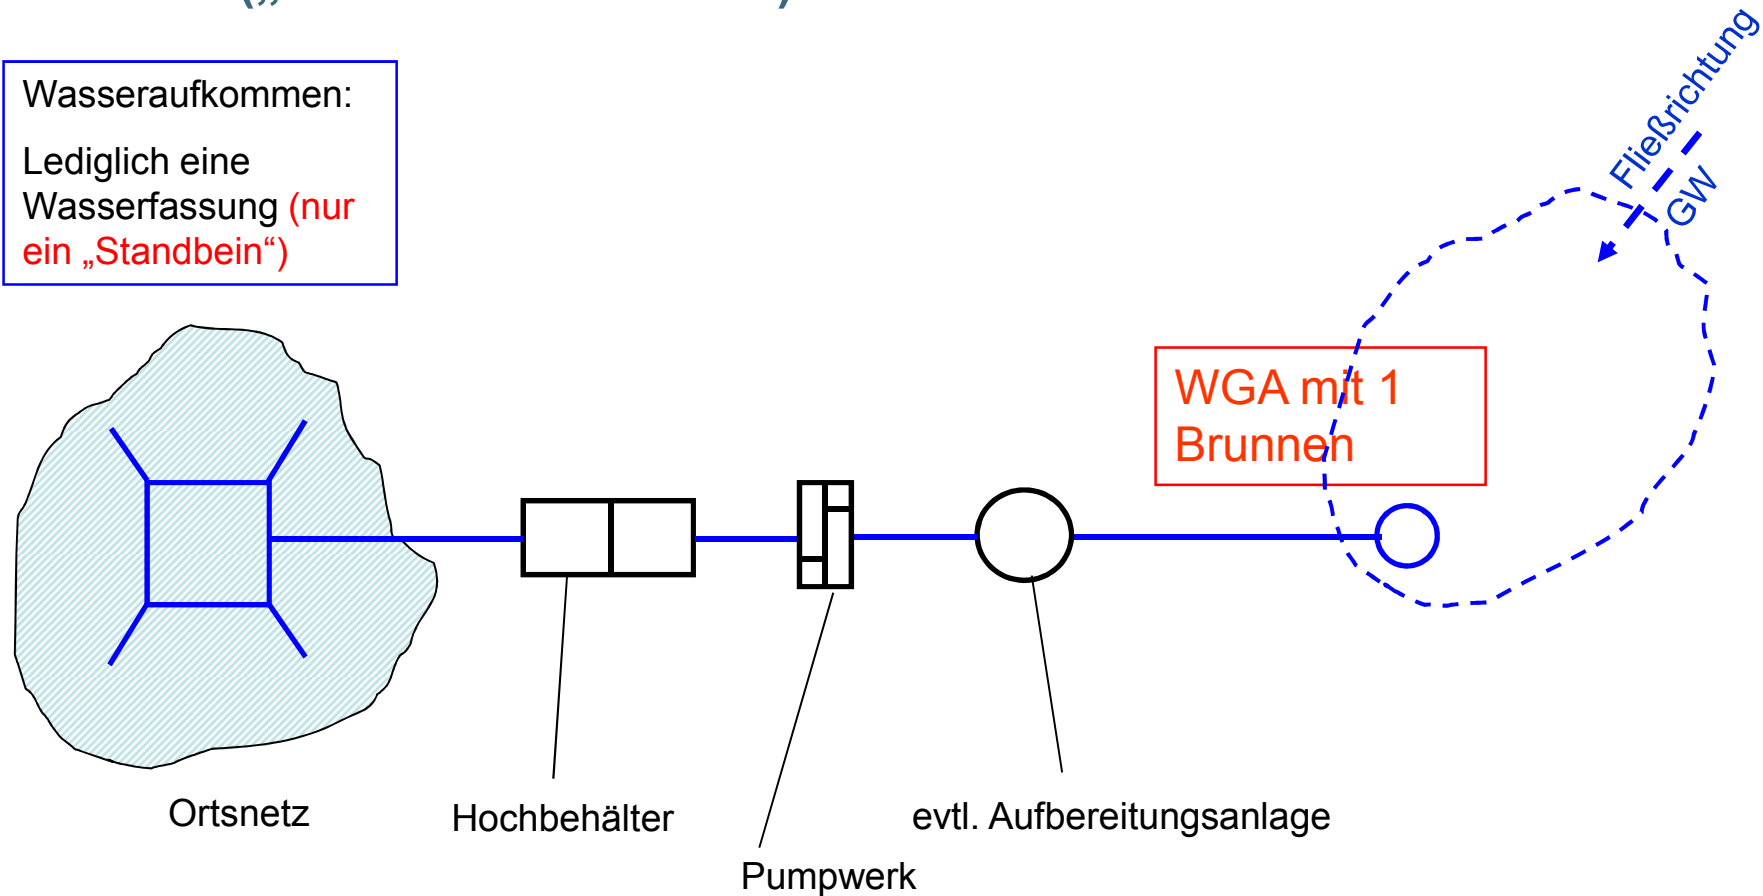 Wasseraufkommen:
Lediglich eine
Wasserfassung (nur
ein „Standbein“)
Fließrichtung
GW
WGA mit 1
Brunnen
Ortsnetz
Hochbehälter
evtl. Aufbereitungsanlage
Pumpwerk